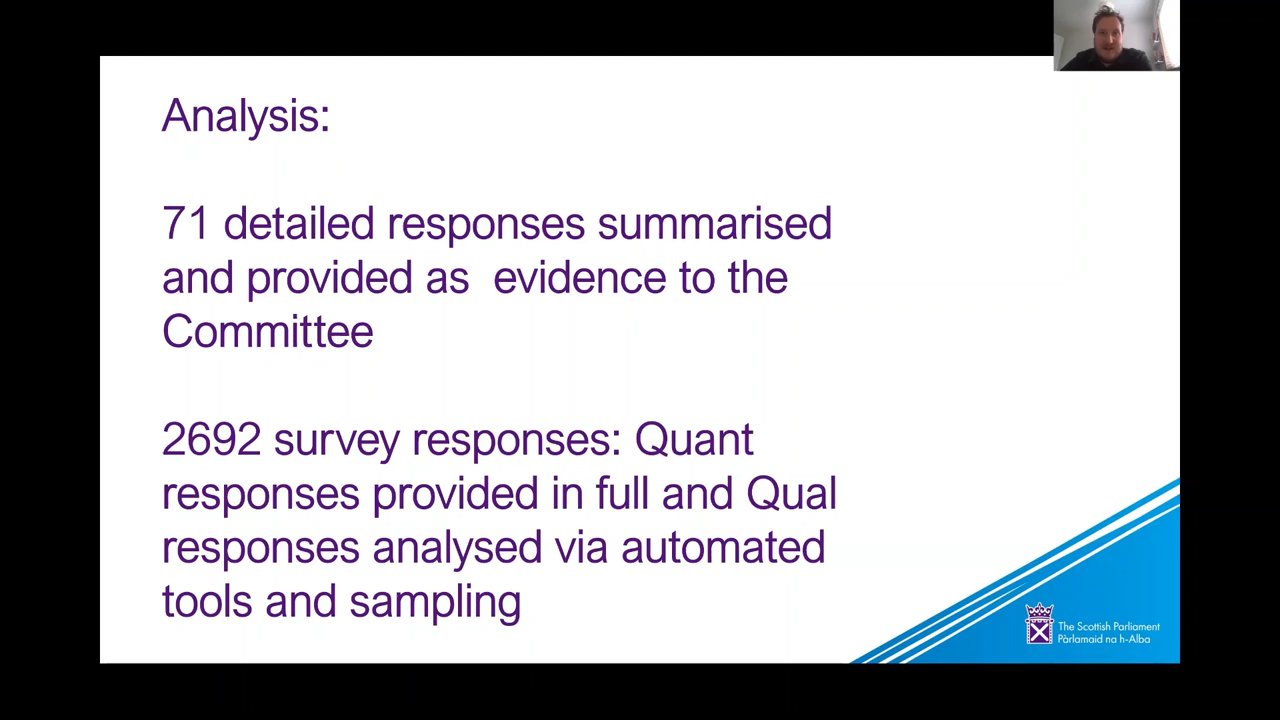 Analysis:
71 detailed responses summarised
and provided as  evidence to the
Committee
2692 survey responses: Quant
responses provided in full and Qual
responses analysed via automated
tools and sampling
The Scottish Parliament
Pàrlamaid na h-Alba